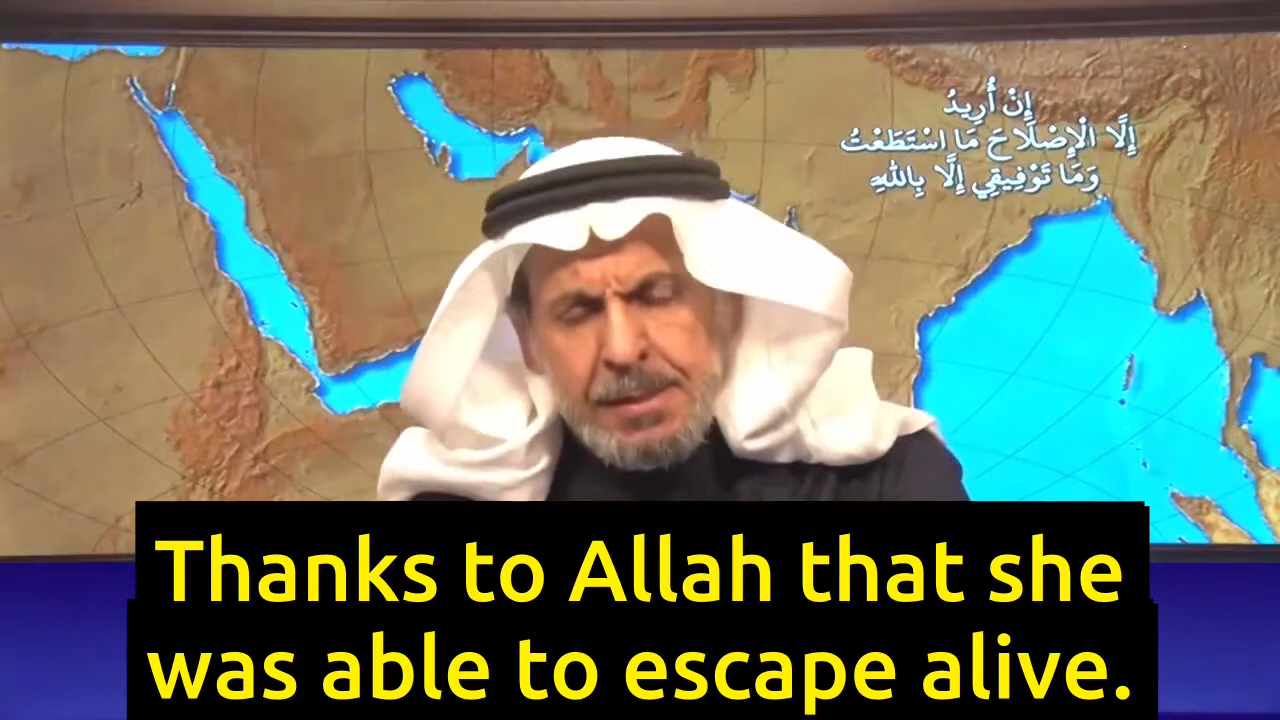 إِنْ أُرِيدُ
إِلَّا الْإِصْلَاحَ مَا اسْتَطَعْتُ
وَمَا تَوْفِيقِي إِلَّا بِاللَّهِ
Thanks to Allah that she
was able to escape alive.